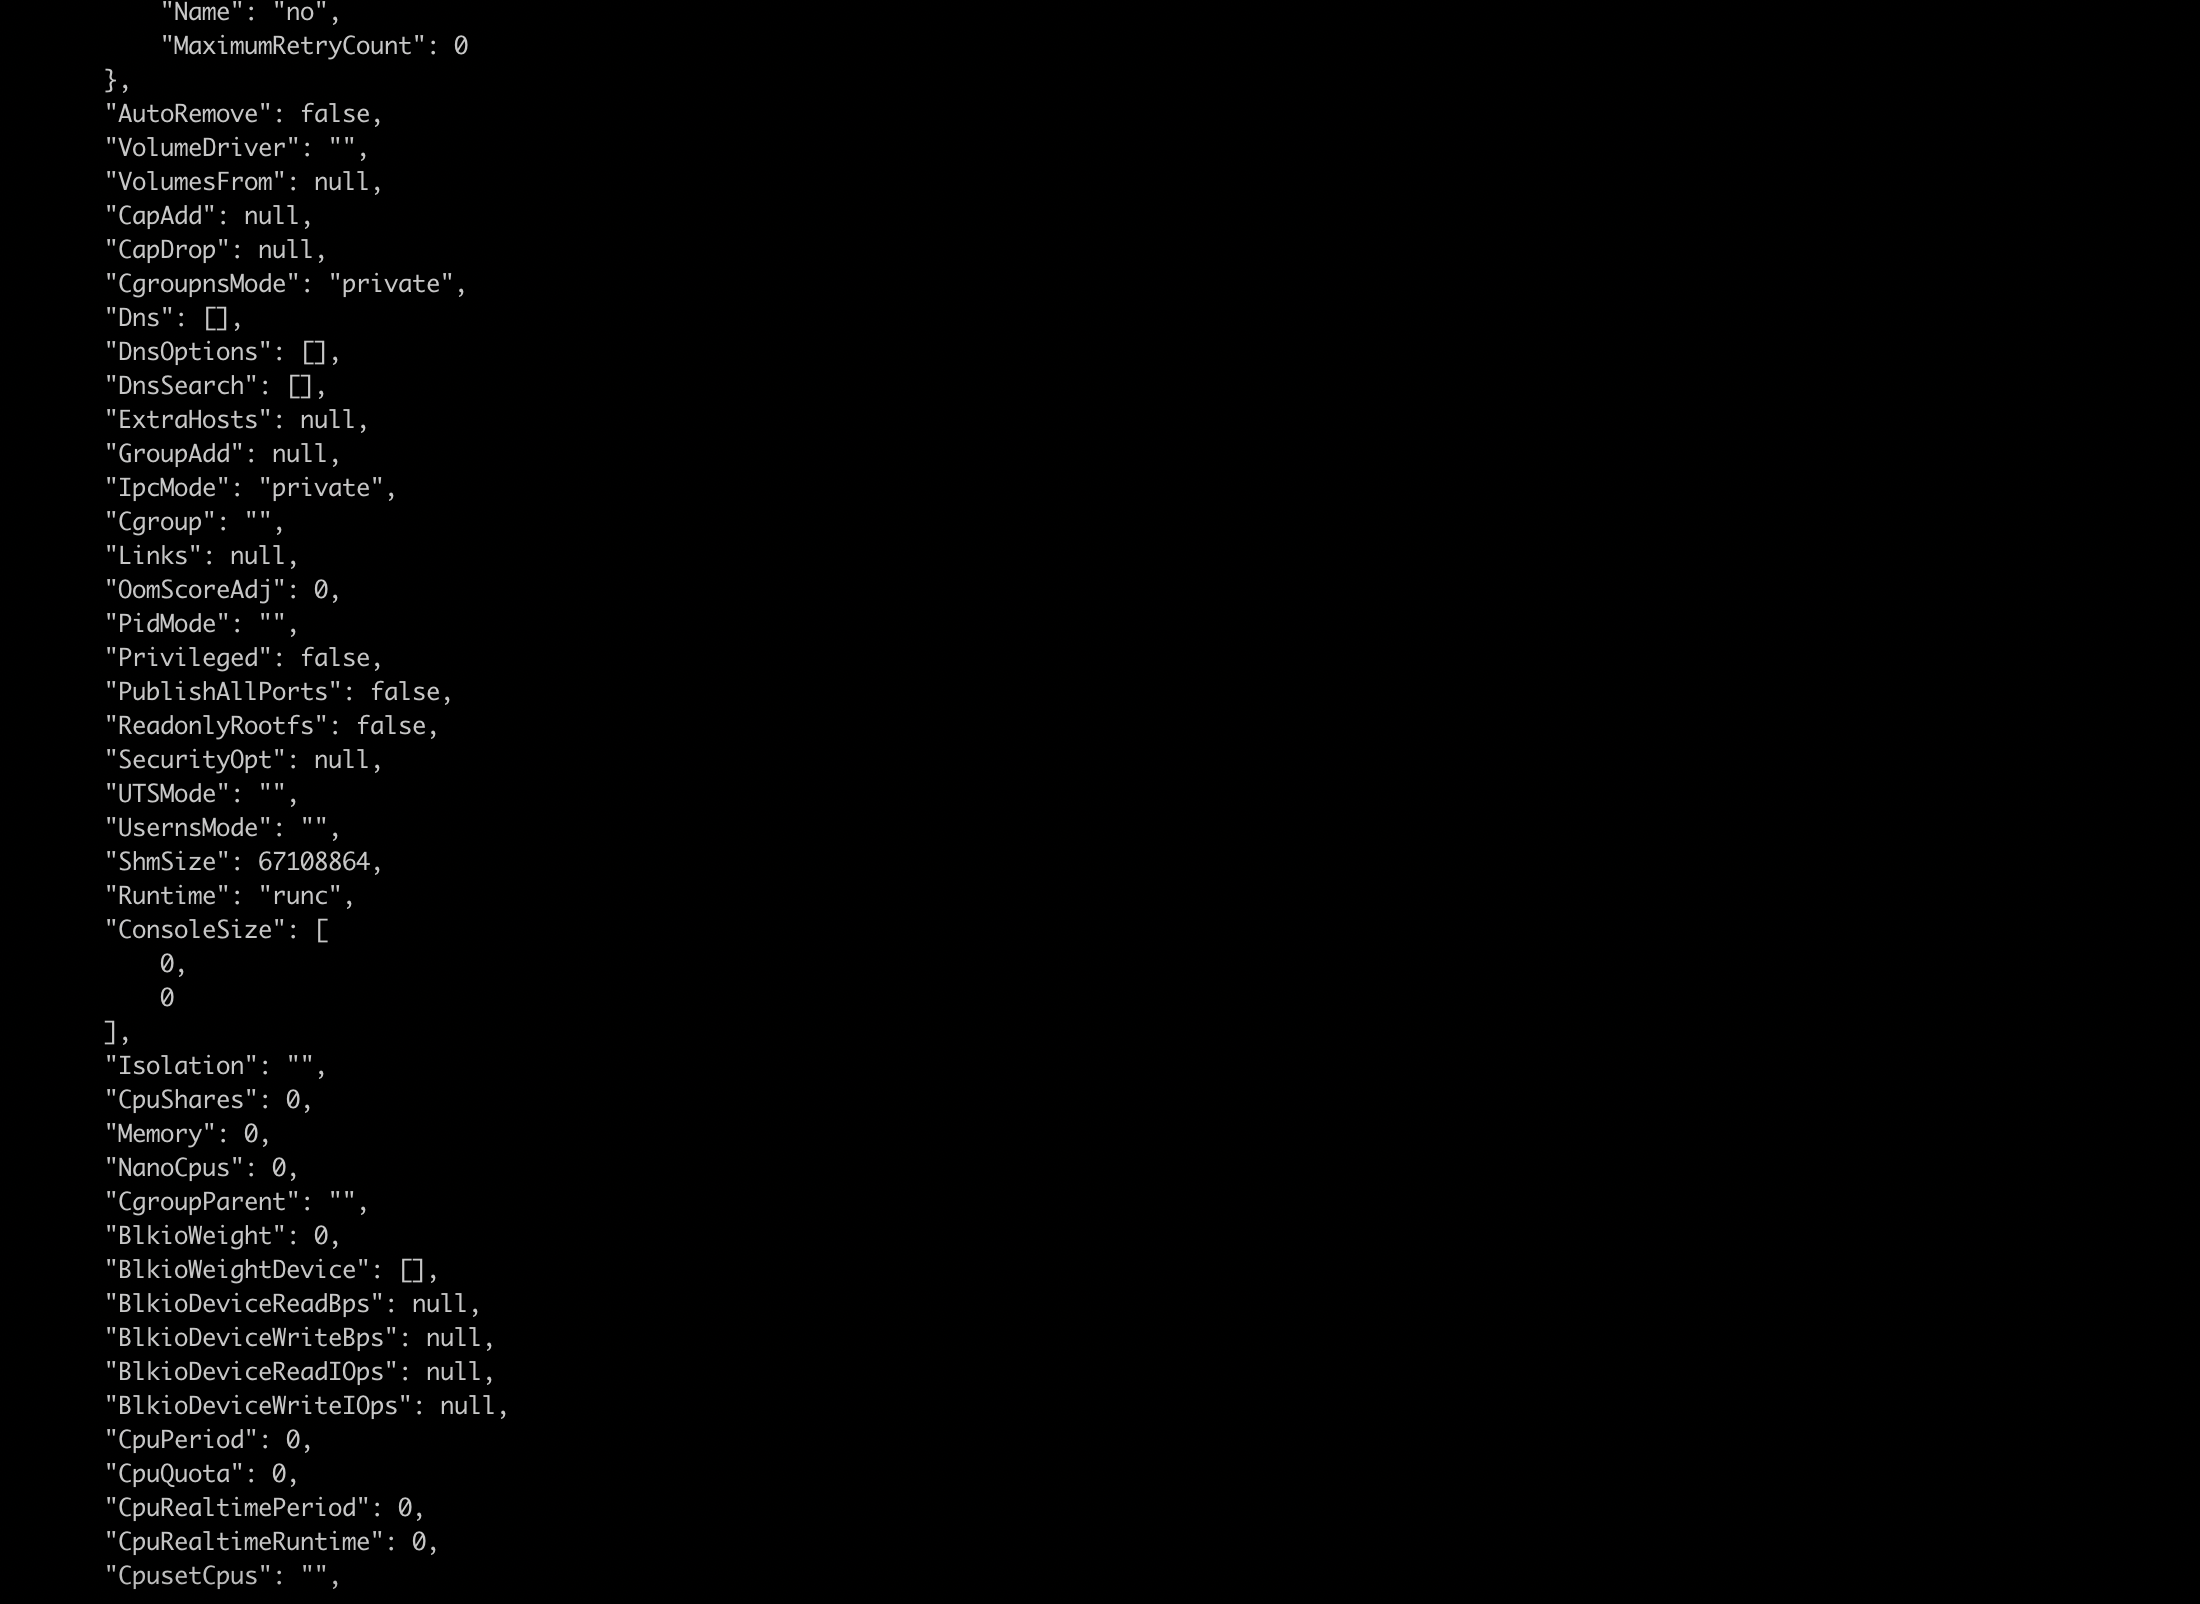 "Name": "no",
"MaximumRetryCount": 0
},
"AutoRemove": false,
"VolumeDriver": "",
"VolumesFrom": null,
"CapAdd": null,
"CapDrop": null,
"CgroupnsMode": "private",
"Dns": [],
"DnsOptions": [],
"DnsSearch": [],
"ExtraHosts": null,
"GroupAdd": null,
"IpcMode": "private",
"Cgroup": "",
"Links": null,
"OomScoreAdj": 0,
"PidMode": "",
"Privileged": false,
"PublishAllPorts": false,
"ReadonlyRootfs": false,
"SecurityOpt": null,
"UTSMode": "",
"UsernsMode": "",
"ShmSize": 67108864,
"Runtime": "runc",
"ConsoleSize": [
0,
0
],
"Isolation": "",
"CpuShares": 0,
"Memory": 0,
"NanoCpus": 0,
"CgroupParent": "",
"BlkioWeight": 0,
"BlkioWeightDevice": [],
"BlkioDeviceReadBps": null,
"BlkioDeviceWriteBps": null,
"BlkioDeviceReadIOps": null,
"BlkioDeviceWriteIOps": null,
"CpuPeriod": 0,
"CpuQuota": 0,
"CpuRealtimePeriod": 0,
"CpuRealtimeRuntime": 0,
"CpusetCpus": "",